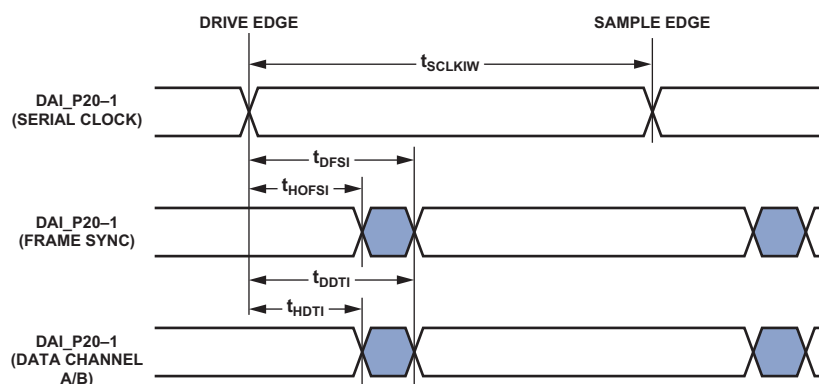 DRIVE EDGE
SAMPLE EDGE
tSCLKIW
DAI_P20–1
(SERIAL CLOCK)
tDFSI
tHOFSI
DAI_P20–1
(FRAME SYNC)
tDDTI
tHDTI
DAI_P20–1
(DATA CHANNEL
A/B)